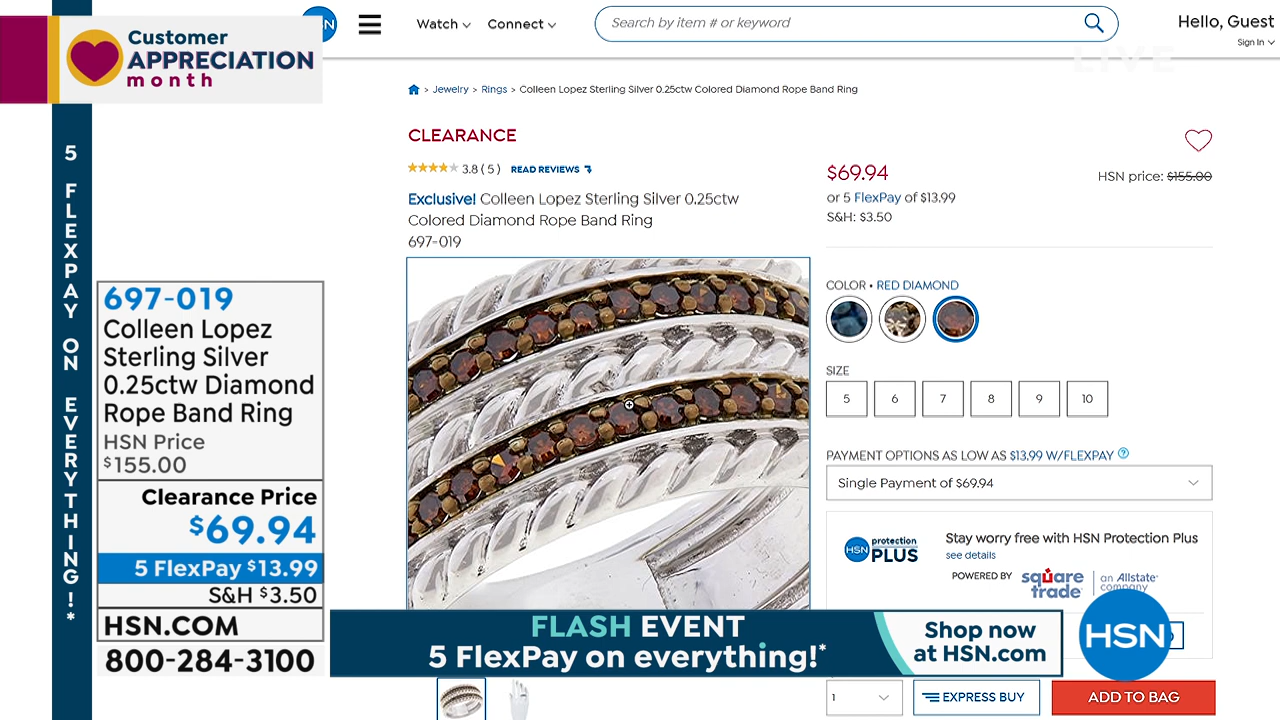 Customer
APPRECIATION
month
5 FLEXPAY ON EVERYTHING!*
697-019
Colleen Lopez
Sterling Silver
0.25ctw Diamond
Rope Band Ring
HSN Price
$155.00
Clearance Price
$69.94
5 FlexPay $13.99
S&H $3.50
HSN.COM
800-284-3100
Watch
Connect
Search by item # or keyword
Hello, Guest
Sign In
LIVE
> Jewelry > Rings > Colleen Lopez Sterling Silver 0.25ctw Colored Diamond Rope Band Ring
CLEARANCE
3.8 ( 5 ) READ REVIEWS
Exclusive! Colleen Lopez Sterling Silver 0.25ctw
Colored Diamond Rope Band Ring
697-019
$69.94
HSN price: $155.00
or 5 FlexPay of $13.99
S&H: $3.50
COLOR • RED DIAMOND
SIZE
5 6 7 8 9 10
PAYMENT OPTIONS AS LOW AS $13.99 W/FLEXPAY ?
Single Payment of $69.94
HSN protection PLUS
Stay worry free with HSN Protection Plus
see details
POWERED BY square trade | an Allstate company
FLASH EVENT
5 FlexPay on everything!*
Shop now
at HSN.com
HSN
1
EXPRESS BUY
ADD TO BAG